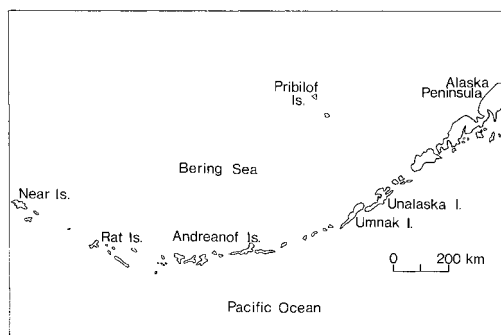 Alaska
Peninsula
Pribilof
Is.
Bering Sea
Near Is.
Unalaska I.
Umnak I.
Rat Is.
Andreanof Is.
0 200 km
Pacific Ocean